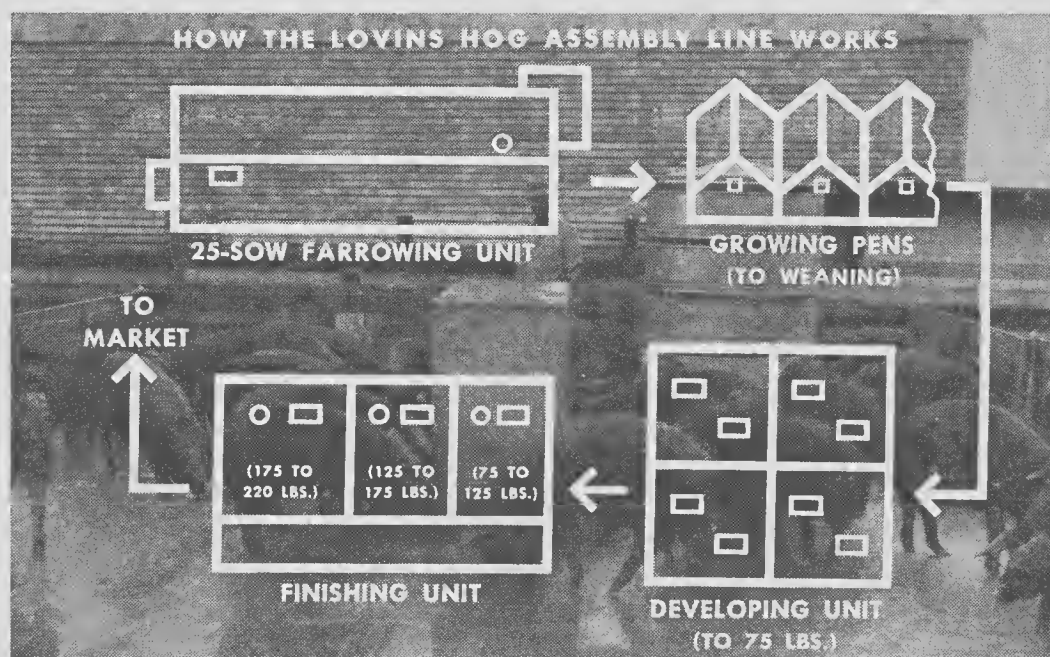 HOW THE LOVINS HOG ASSEMBLY LINE WORKS
25-SOW FARROWING UNIT
GROWING PENS
(TO WEANING)
TO
MARKET
(175 TO
220 LBS.)
(125 TO
175 LBS.)
(75 TO
125 LBS.)
FINISHING UNIT
DEVELOPING UNIT
(TO 75 LBS.)